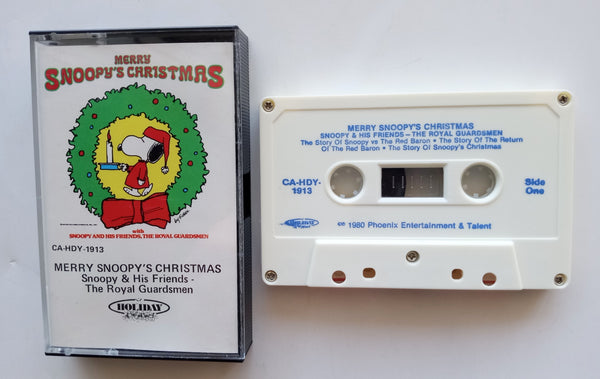 MERRY
SNOOPY'S CHRISTMAS
with
SNOOPY AND HIS FRIENDS, THE ROYAL GUARDSMEN
CA-HDY-1913
MERRY SNOOPY'S CHRISTMAS
Snoopy & His Friends -
The Royal Guardsmen
HOLIDAY
MERRY SNOOPY'S CHRISTMAS
SNOOPY & HIS FRIENDS – THE ROYAL GUARDSMEN
The Story Of Snoopy vs The Red Baron • The Story Of The Return
Of The Red Baron • The Story Of Snoopy's Christmas
CA-HDY-
1913
Side
One
HOLIDAY
1980 Phoenix Entertainment & Talent